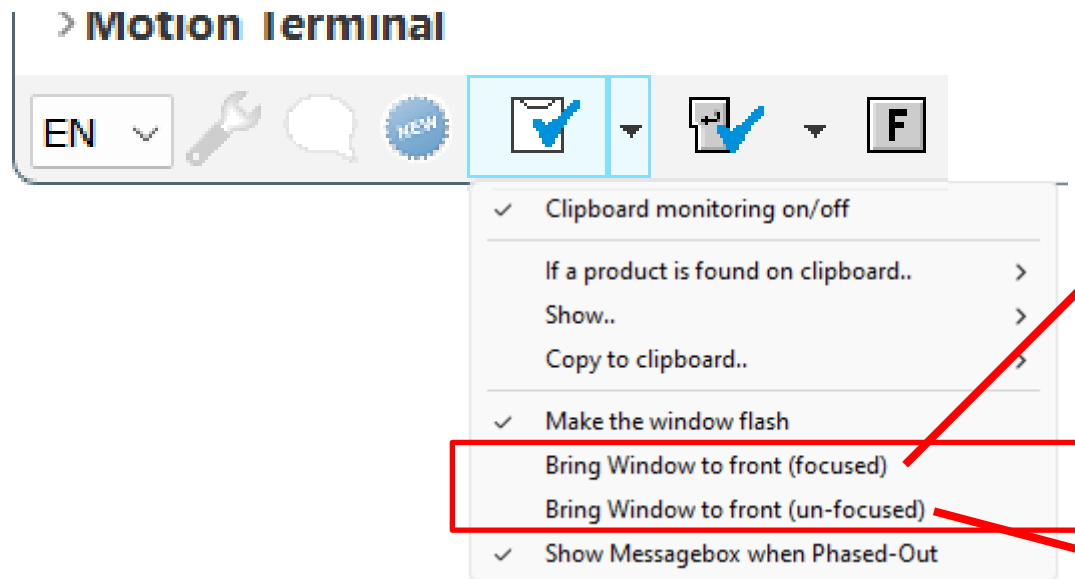 Motion Terminal
EN
NEW
F
Clipboard monitoring on/off
If a product is found on clipboard..
Show..
Copy to clipboard..
Make the window flash
Bring Window to front (focused)
Bring Window to front (un-focused)
Show Messagebox when Phased-Out